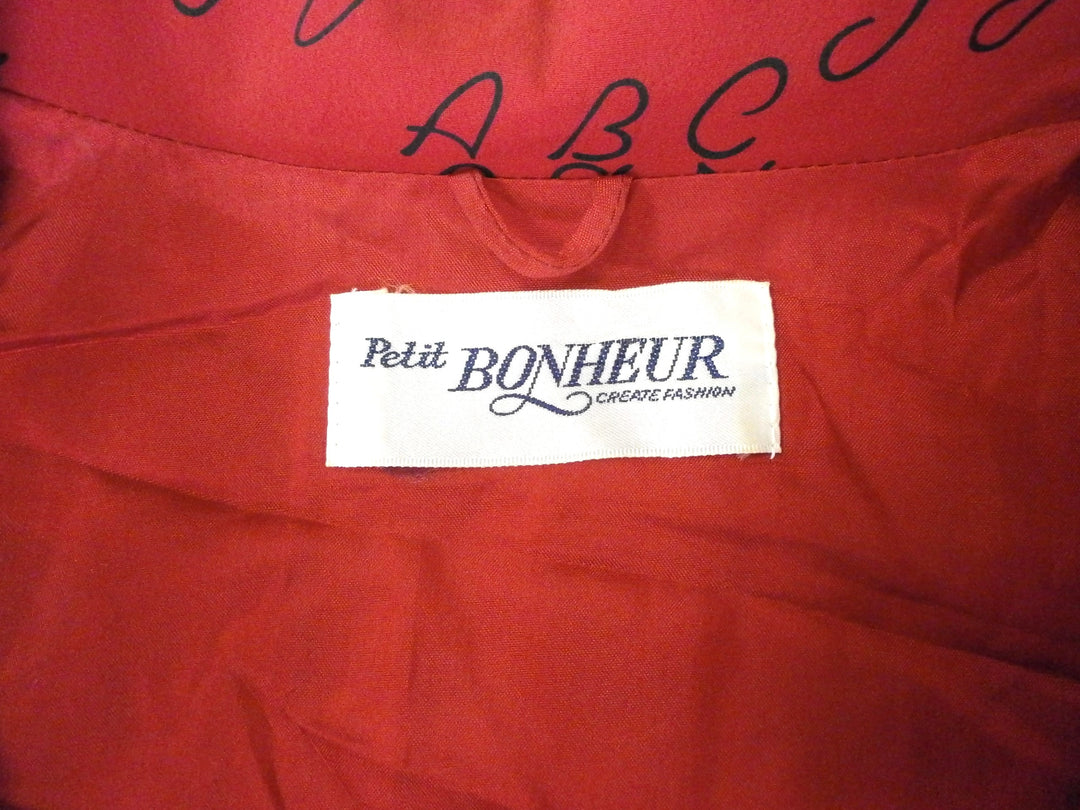 A B C
Petit BONHEUR
CREATE FASHION